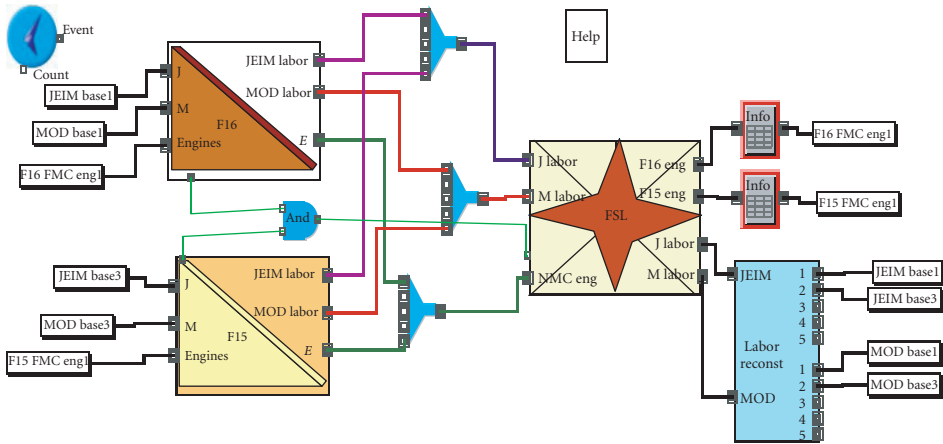 Event
Count
Help
JEIM base1
MOD base1
F16 FMC eng1
J
M
Engines
F16
JEIM labor
MOD labor
E
And
JEIM base3
MOD base3
F15 FMC eng1
J
M
Engines
F15
JEIM labor
MOD labor
E
J labor
M labor
NMC eng
FSL
F16 eng
F15 eng
J labor
M labor
Info
F16 FMC eng1
Info
F15 FMC eng1
JEIM
MOD
Labor
reconst
1
2
3
4
5
1
2
3
4
5
JEIM base1
JEIM base3
MOD base1
MOD base3